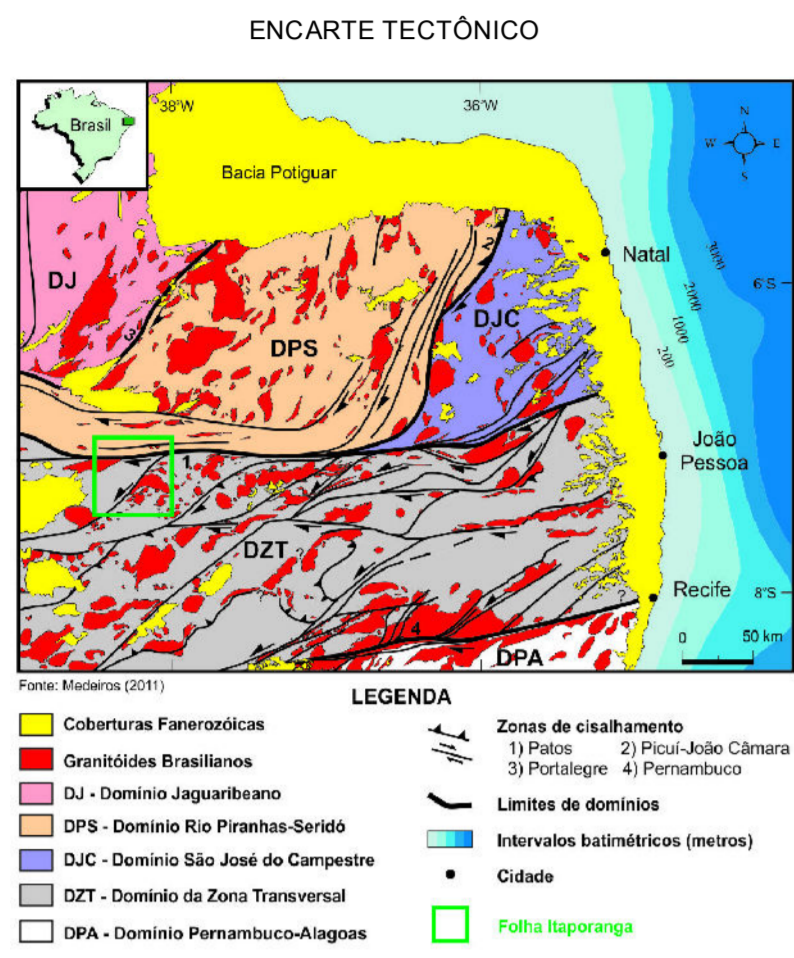 ENCARTE TECTÔNICO
38°W
36°W
Brasil
N
W
E
S
Bacia Potiguar
2
Natal
3000
DJ
6°S
2000
3
DJC
1000
DPS
200
João
Pessoa
1
DZT
?
Recife
8°S
?
4
0
50 km
DPA
Fonte: Medeiros (2011)
LEGENDA
Coberturas Fanerozóicas
Granitóides Brasilianos
DJ - Domínio Jaguaribeano
DPS - Domínio Rio Piranhas-Seridó
DJC - Domínio São José do Campestre
DZT - Domínio da Zona Transversal
DPA - Domínio Pernambuco-Alagoas
Zonas de cisalhamento
1) Patos 2) Picuí-João Câmara
3) Portalegre 4) Pernambuco
Limites de domínios
Intervalos batimétricos (metros)
Cidade
Folha Itaporanga